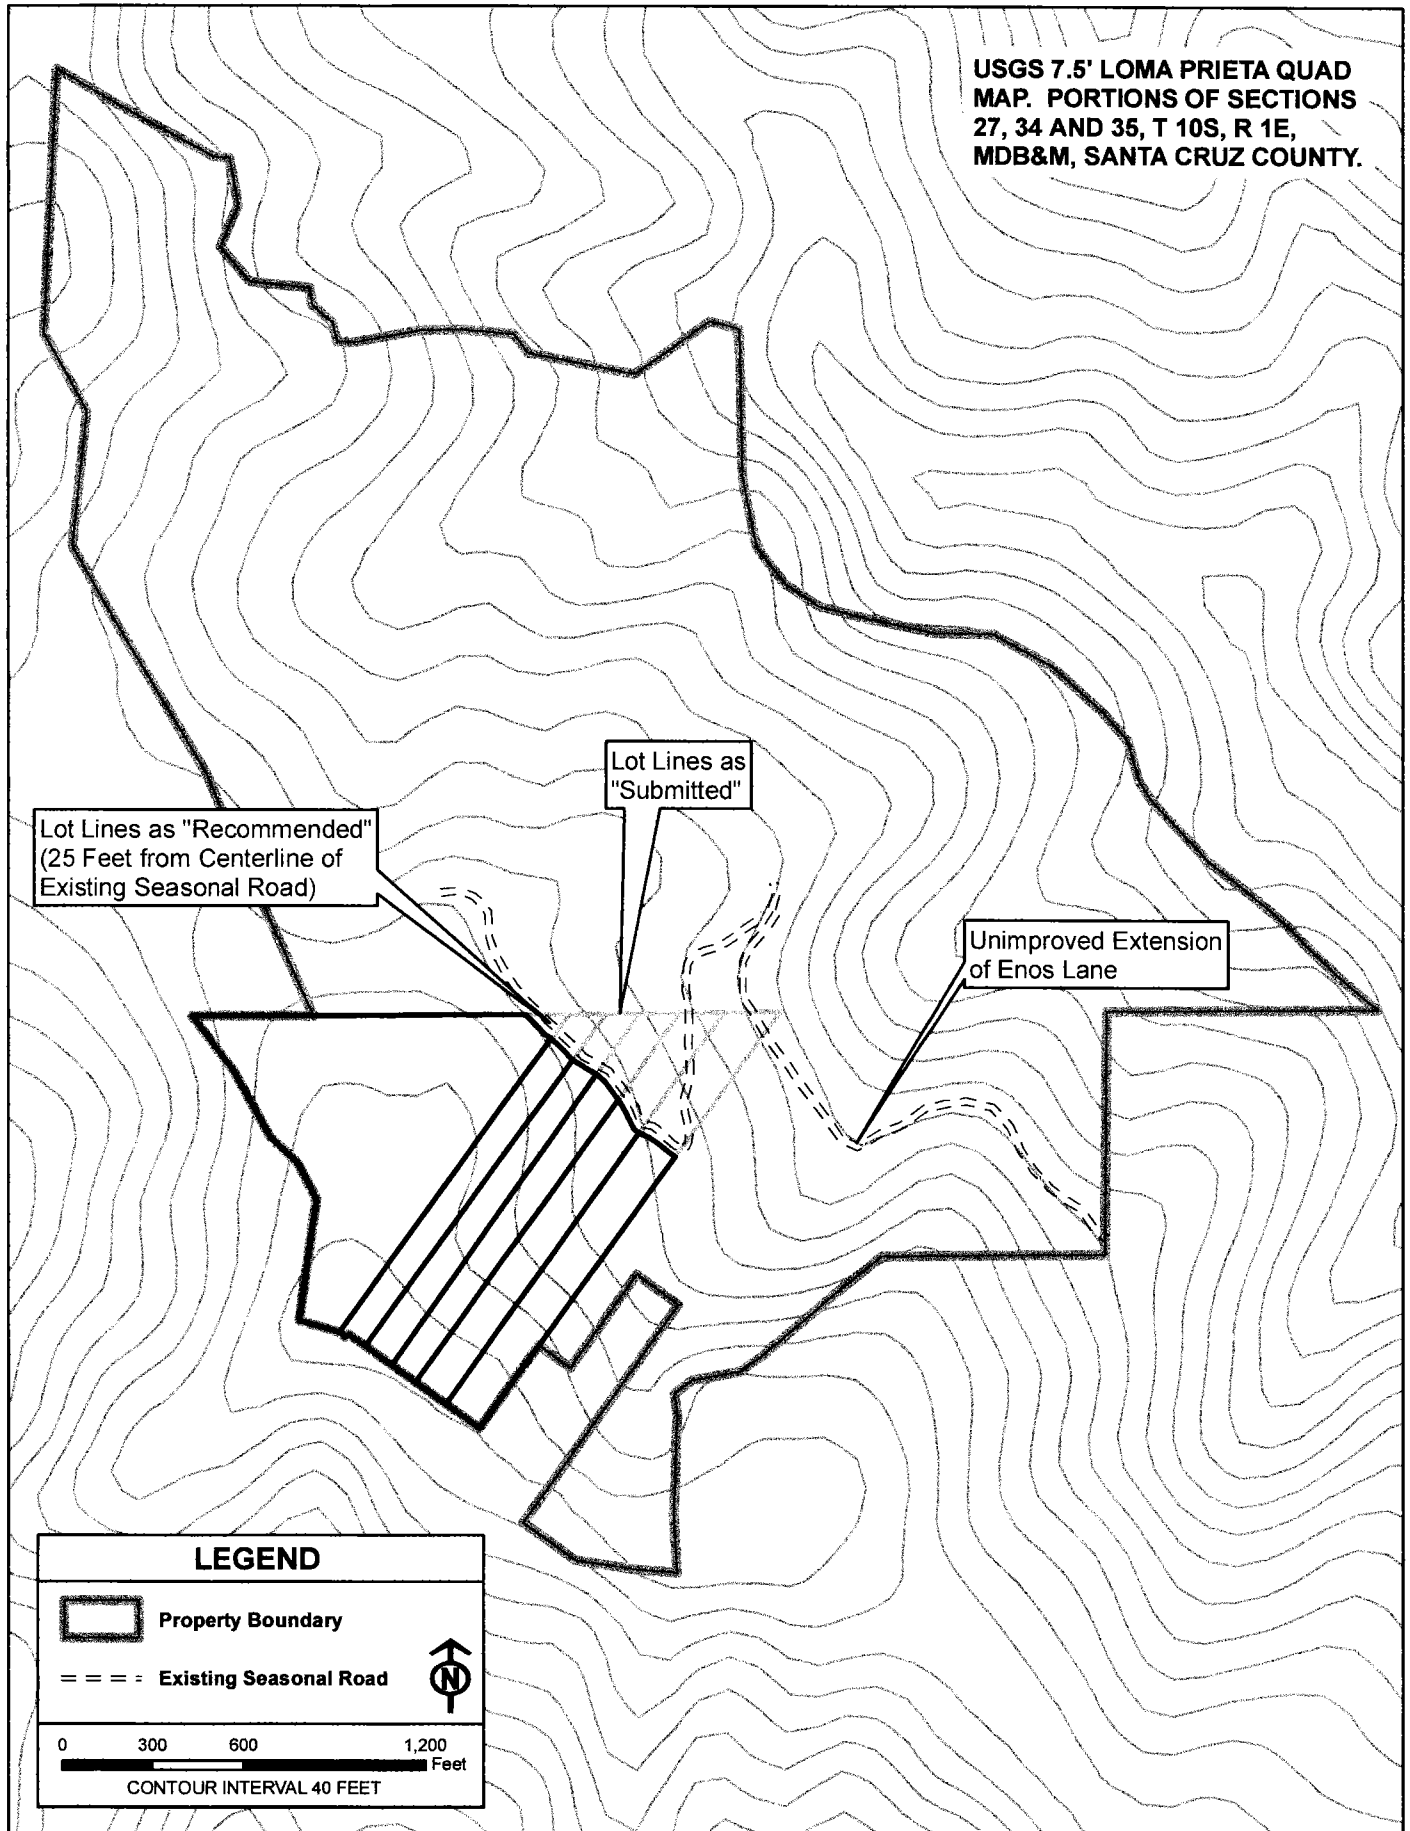 USGS 7.5' LOMA PRIETA QUAD
MAP. PORTIONS OF SECTIONS
27, 34 AND 35, T 10S, R 1E,
MDB&M, SANTA CRUZ COUNTY.
Lot Lines as
"Submitted"
Lot Lines as "Recommended"
(25 Feet from Centerline of
Existing Seasonal Road)
Unimproved Extension
of Enos Lane
LEGEND
Property Boundary
Existing Seasonal Road
N
0 300 600 1,200
Feet
CONTOUR INTERVAL 40 FEET